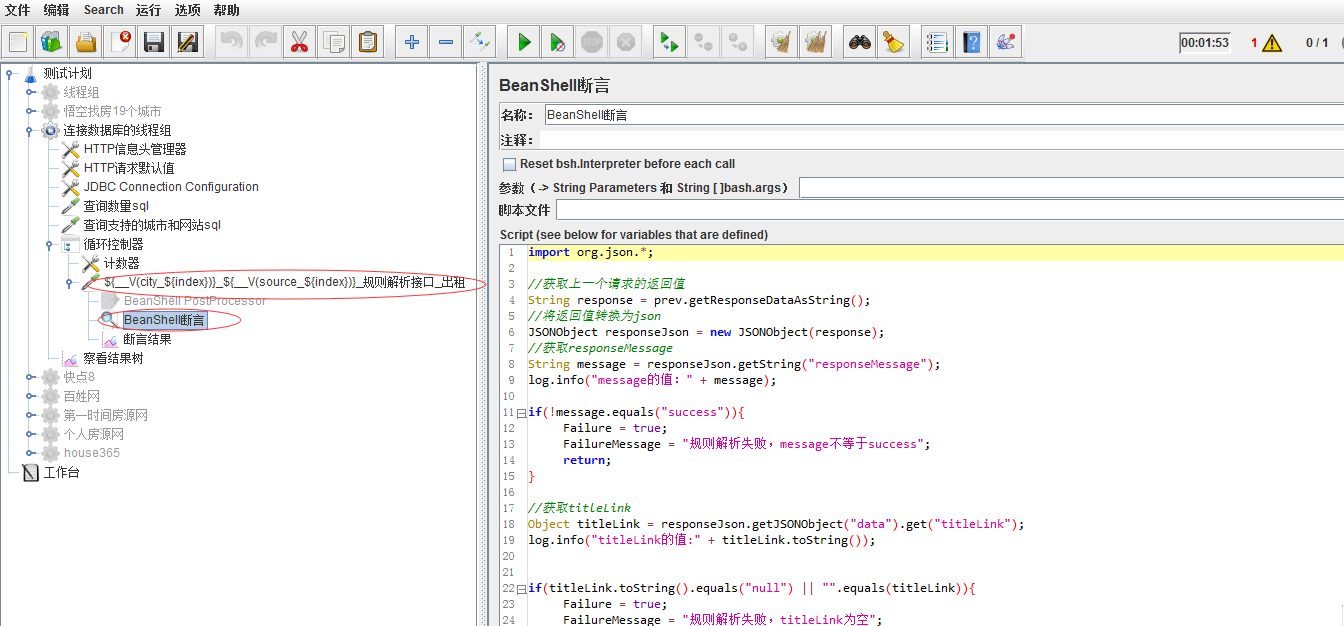 文件 编辑 Search 运行 选项 帮助
STOP 00:01:53 1 0 / 1
测试计划
线程组
悟空找房19个城市
连接数据库的线程组
HTTP信息头管理器
HTTP请求默认值
JDBC Connection Configuration
查询数量sql
查询支持的城市和网站sql
循环控制器
计数器
${__V(city_${index})}_${__V(source_${index})}_规则解析接口_出租
BeanShell PostProcessor
BeanShell断言
断言结果
察看结果树
快点8
百姓网
第一时间房源网
个人房源网
house365
工作台
BeanShell断言
名称： BeanShell断言
注释：
Reset bsh.Interpreter before each call
参数（ -> String Parameters 和 String [ ]bash.args）
脚本文件
Script (see below for variables that are defined)
1 import org.json.*;
2
3 //获取上一个请求的返回值
4 String response = prev.getResponseDataAsString();
5 //将返回值转换为json
6 JSONObject responseJson = new JSONObject(response);
7 //获取responseMessage
8 String message = responseJson.getString("responseMessage");
9 log.info("message的值：" + message);
10
11 if(!message.equals("success")){
12 Failure = true;
13 FailureMessage = "规则解析失败，message不等于success";
14 return;
15 }
16
17 //获取titleLink
18 Object titleLink = responseJson.getJSONObject("data").get("titleLink");
19 log.info("titleLink的值:" + titleLink.toString());
20
21
22 if(titleLink.toString().equals("null") || "".equals(titleLink)){
23 Failure = true;
24 FailureMessage = "规则解析失败，titleLink为空";